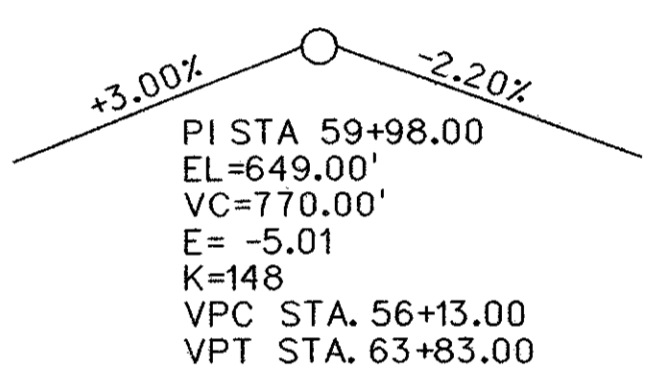 +3.00%
-2.20%
PI STA 59+98.00
EL=649.00'
VC=770.00'
E= -5.01
K=148
VPC STA. 56+13.00
VPT STA. 63+83.00